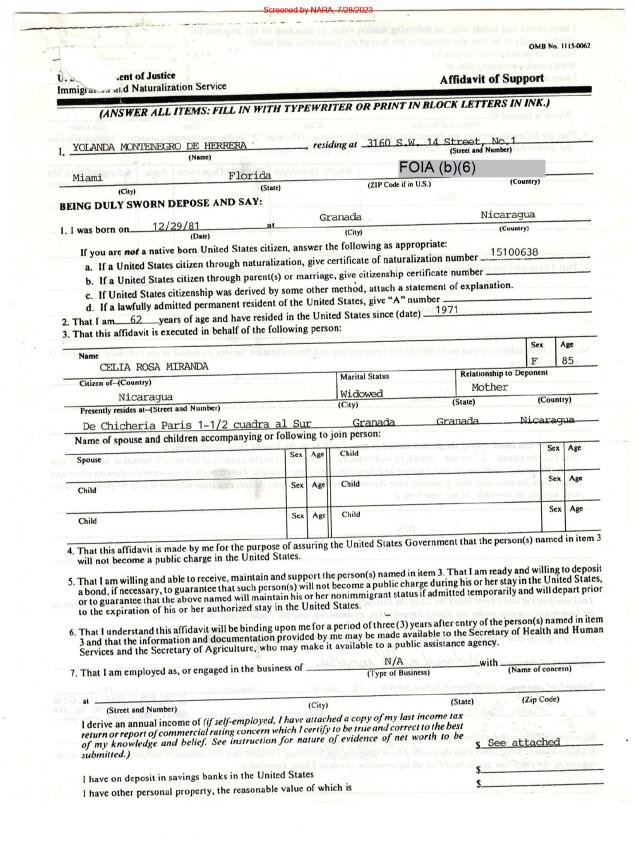 Screened by NARA, 7/28/2023
OMB No. 1115-0062
ent of Justice
Immigra and Naturalization Service
Affidavit of Support
(ANSWER ALL ITEMS: FILL IN WITH TYPEWRITER OR PRINT IN BLOCK LETTERS IN INK.)
I, YOLANDA MONTENEGRO DE HERRERA, residing at 3160 S.W. 14 Street, No.1
(Name) (Street and Number)
Miami Florida FOIA (b)(6)
(City) (State) (ZIP Code if in U.S.) (Country)
BEING DULY SWORN DEPOSE AND SAY:
1. I was born on 12/29/81 at Granada Nicaragua
(Date) (City) (Country)
If you are not a native born United States citizen, answer the following as appropriate:
a. If a United States citizen through naturalization, give certificate of naturalization number 15100638
b. If a United States citizen through parent(s) or marriage, give citizenship certificate number
c. If United States citizenship was derived by some other method, attach a statement of explanation.
d. If a lawfully admitted permanent resident of the United States, give "A" number
2. That I am 62 years of age and have resided in the United States since (date) 1971
3. That this affidavit is executed in behalf of the following person:
Name Sex Age
CELIA ROSA MIRANDA F 85
Citizen of--(Country) Marital Status Relationship to Deponent
Nicaragua Widowed Mother
Presently resides at--(Street and Number) (City) (State) (Country)
De Chicheria Paris 1-1/2 cuadra al Sur Granada Granada Nicaragua
Name of spouse and children accompanying or following to join person:
Spouse Sex Age Child Sex Age
Child Sex Age Child Sex Age
Child Sex Age Child Sex Age
4. That this affidavit is made by me for the purpose of assuring the United States Government that the person(s) named in item 3
will not become a public charge in the United States.
5. That I am willing and able to receive, maintain and support the person(s) named in item 3. That I am ready and willing to deposit
a bond, if necessary, to guarantee that such person(s) will not become a public charge during his or her stay in the United States,
or to guarantee that the above named will maintain his or her nonimmigrant status if admitted temporarily and will depart prior
to the expiration of his or her authorized stay in the United States.
6. That I understand this affidavit will be binding upon me for a period of three (3) years after entry of the person(s) named in item
3 and that the information and documentation provided by me may be made available to the Secretary of Health and Human
Services and the Secretary of Agriculture, who may make it available to a public assistance agency.
7. That I am employed as, or engaged in the business of N/A with
(Type of Business) (Name of concern)
at
(Street and Number) (City) (State) (Zip Code)
I derive an annual income of (if self-employed, I have attached a copy of my last income tax
return or report of commercial rating concern which I certify to be true and correct to the best
of my knowledge and belief. See instruction for nature of evidence of net worth to be
submitted.) $ See attached
I have on deposit in savings banks in the United States $
I have other personal property, the reasonable value of which is $